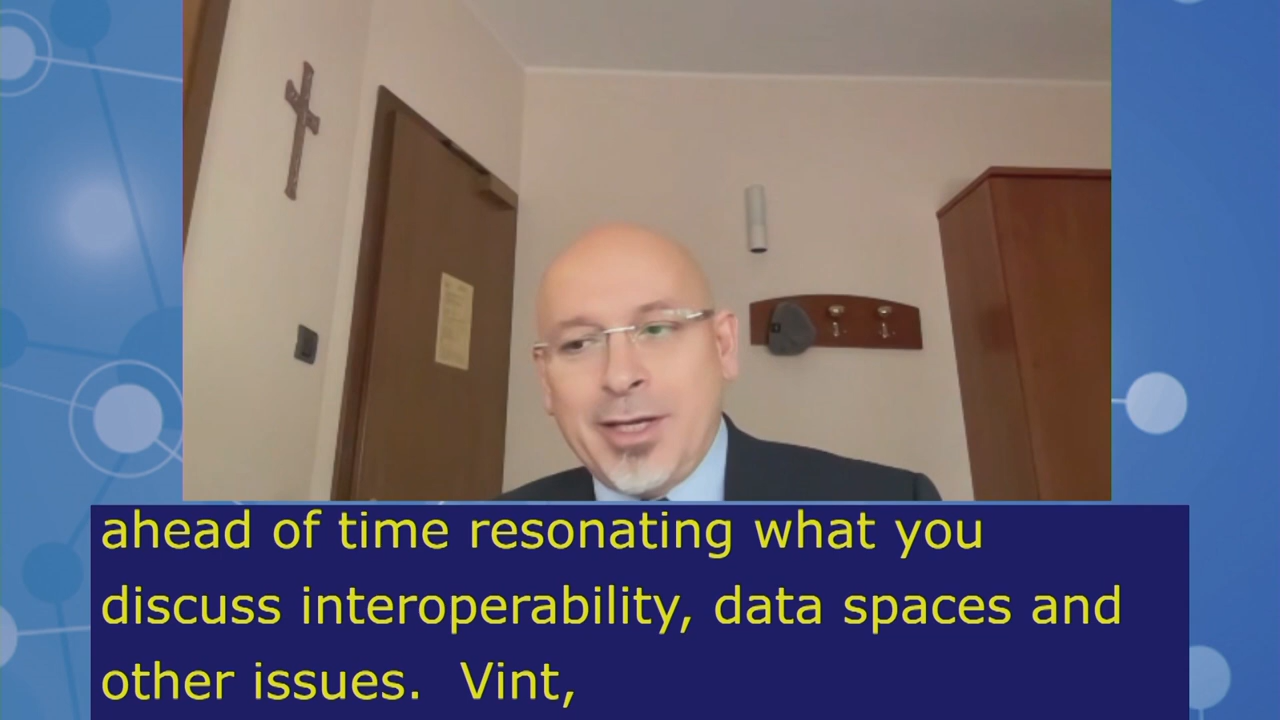 ahead of time resonating what you
discuss interoperability, data spaces and
other issues.  Vint,